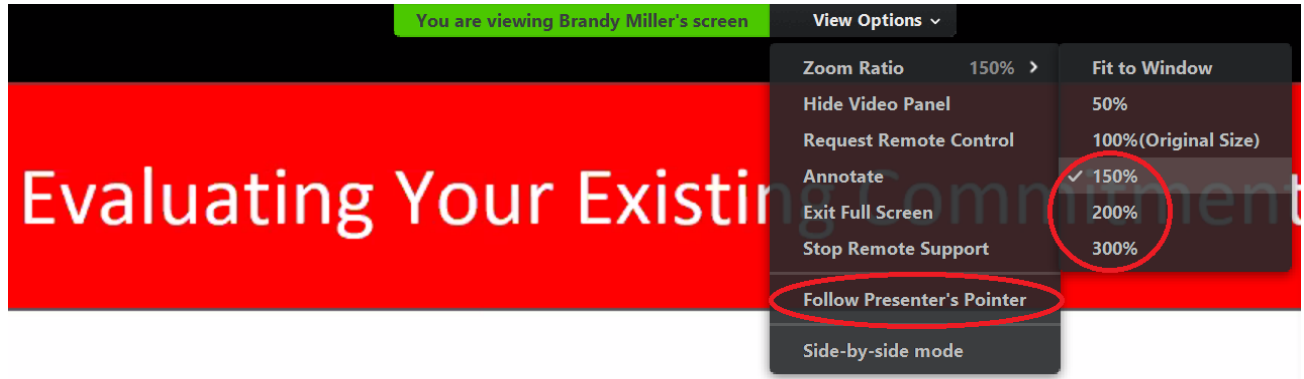 You are viewing Brandy Miller's screen
View Options
Zoom Ratio 150%
Hide Video Panel
Request Remote Control
Annotate
Exit Full Screen
Stop Remote Support
Follow Presenter's Pointer
Side-by-side mode
Fit to Window
50%
100%(Original Size)
150%
200%
300%
Evaluating Your Existing Commitment